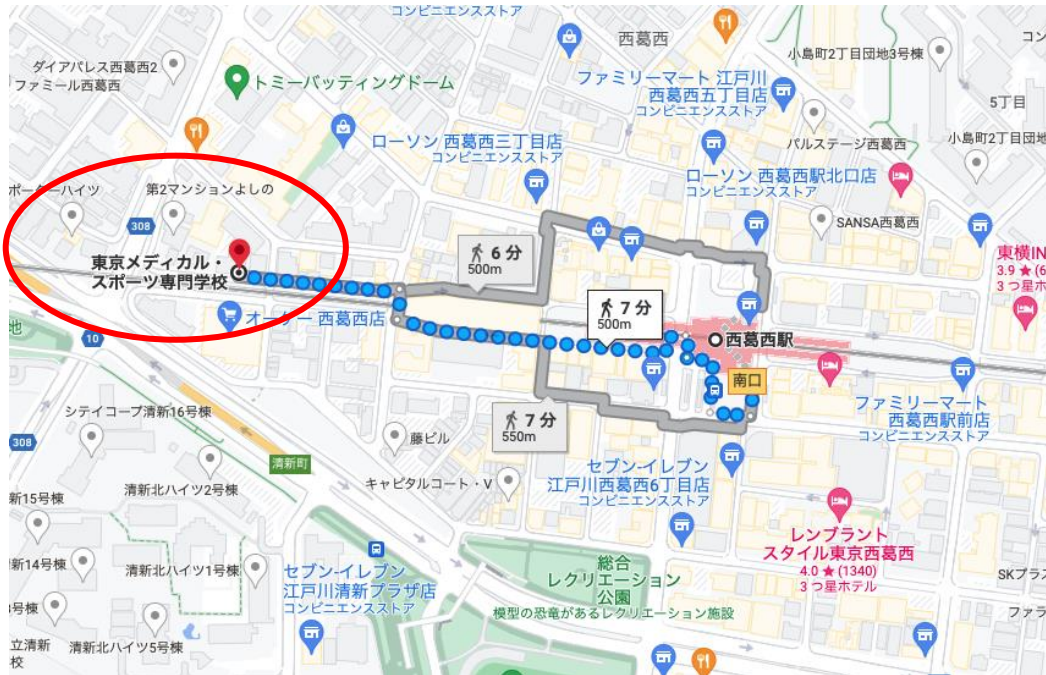 コンビニエンスストア
西葛西
小島町2丁目団地3号棟
ダイアパレス西葛西2
ファミール西葛西
トミーバッティングドーム
ファミリーマート 江戸川
西葛西五丁目店
コンビニエンスストア
5丁目
ローソン 西葛西三丁目店
コンビニエンスストア
パルステージ西葛西
小島町2丁目団地
ローソン 西葛西駅北口店
コンビニエンスストア
第2マンションよしの
308
SANSA西葛西
東京メディカル・
スポーツ専門学校
6 分
500m
東横IN
3.9 ★ (6
3 つ星ホ
7 分
500m
オーケー 西葛西店
西葛西駅
10
南口
7 分
550m
ファミリーマート
西葛西駅前店
コンビニエンスストア
シテイコープ清新16号棟
308
藤ビル
清新町
セブン-イレブン
江戸川西葛西6丁目店
コンビニエンスストア
キャピタルコート・V
清新北ハイツ2号棟
新15号棟
レンブラント
スタイル東京西葛西
4.0 ★ (1340)
3 つ星ホテル
新14号棟
清新北ハイツ1号棟
セブン-イレブン
江戸川清新プラザ店
コンビニエンスストア
総合
レクリエーション
公園
模型の恐竜があるレクリエーション施設
SKプラ
号棟
ファラ
立清新
校
清新北ハイツ5号棟